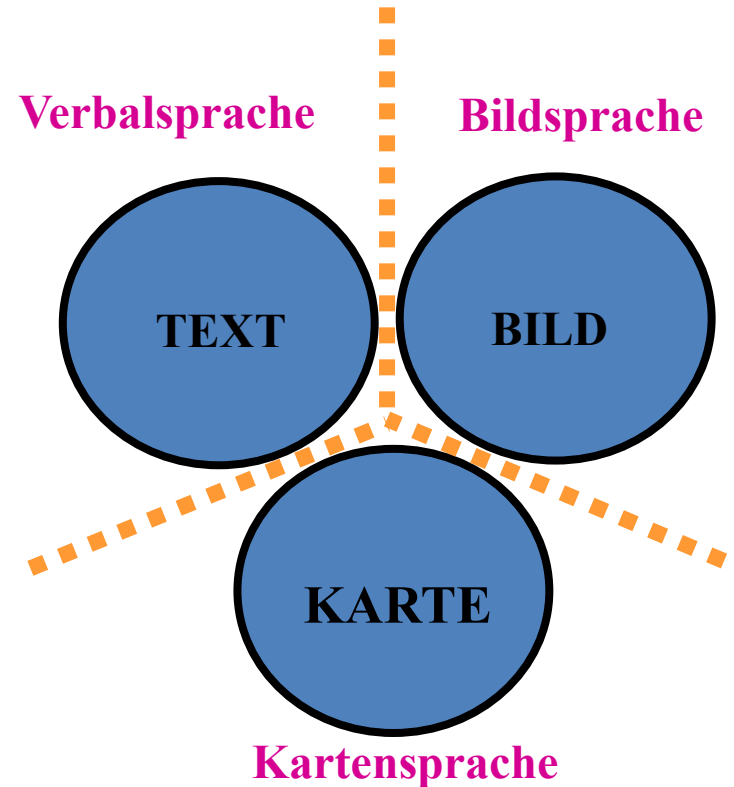 Verbalsprache
Bildsprache
TEXT
BILD
KARTE
Kartensprache